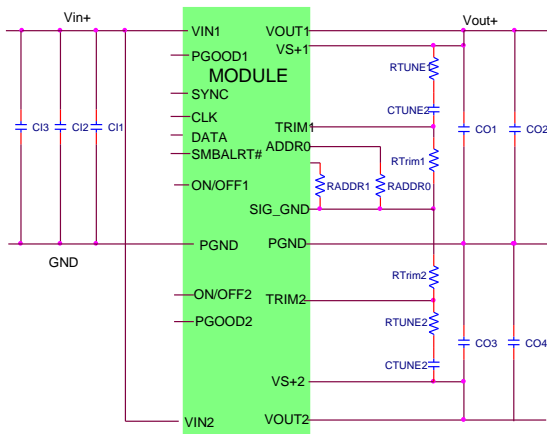 Vin+
Vout+
VIN1
VOUT1
VS+1
PGOOD1
RTUNE1
MODULE
SYNC
CTUNE2
CLK
TRIM1
CI3
CI2
CI1
DATA
CO1
CO2
ADDR0
SMBALRT#
RTrim1
ON/OFF1
RADDR1
RADDR0
SIG_GND
PGND
PGND
GND
RTrim2
ON/OFF2
TRIM2
PGOOD2
RTUNE2
CO3
CO4
CTUNE2
VS+2
VIN2
VOUT2